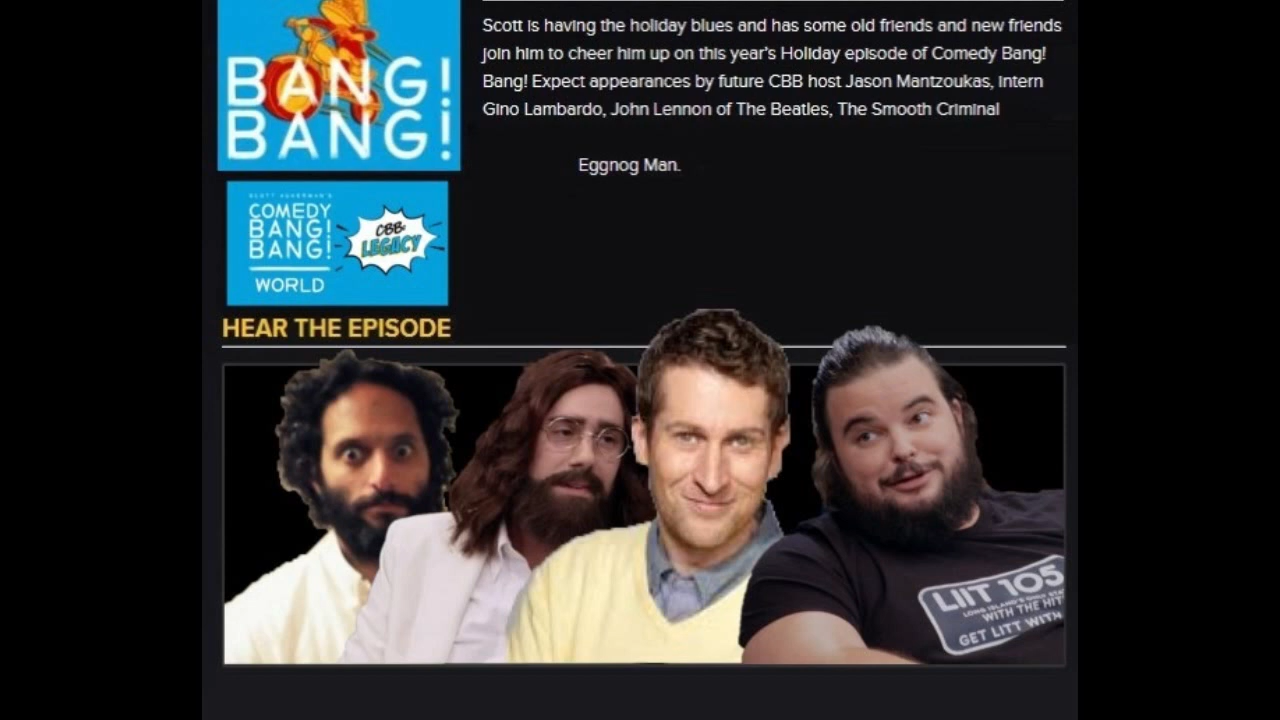 BANG!
BANG!
Scott is having the holiday blues and has some old friends and new friends
join him to cheer him up on this year's Holiday episode of Comedy Bang!
Bang! Expect appearances by future CBB host Jason Mantzoukas, intern
Gino Lambardo, John Lennon of The Beatles, The Smooth Criminal
Eggnog Man.
SCOTT AUKERMAN'S
COMEDY
BANG!
BANG!
WORLD
CBB:
LEGACY
HEAR THE EPISODE
LIIT 105
WITH THE HIT
GET LITT WITH